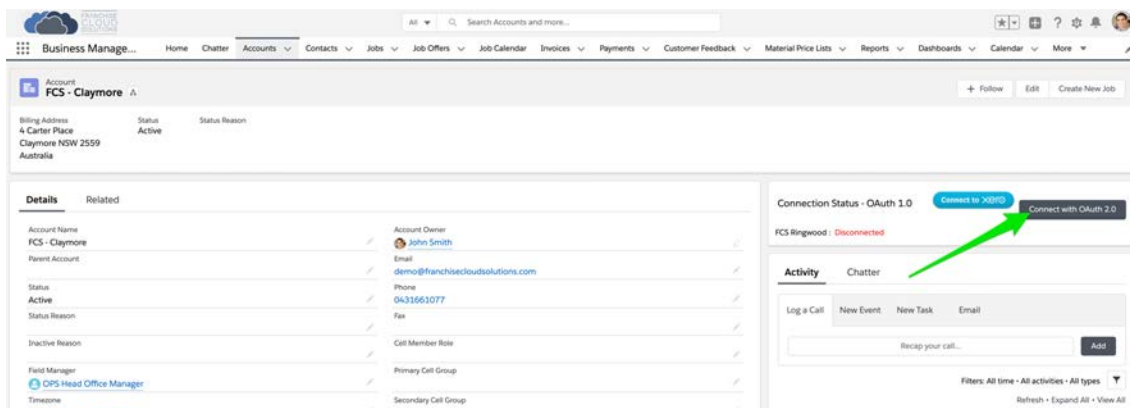 FRANCHISE
CLOUD
SOLUTIONS
All
Search Accounts and more...
Business Manage...
Home
Chatter
Accounts
Contacts
Jobs
Job Offers
Job Calendar
Invoices
Payments
Customer Feedback
Material Price Lists
Reports
Dashboards
Calendar
More
Account
FCS - Claymore
+ Follow
Edit
Create New Job
Billing Address
4 Carter Place
Claymore NSW 2559
Australia
Status
Active
Status Reason
Details
Related
Account Name
FCS - Claymore
Account Owner
John Smith
Parent Account
Email
demo@franchisecloudsolutions.com
Status
Active
Phone
0431661077
Status Reason
Fax
Inactive Reason
Cell Member Role
Field Manager
OPS Head Office Manager
Primary Cell Group
Timezone
Secondary Cell Group
Connection Status - OAuth 1.0
Connect to xero
Connect with OAuth 2.0
FCS Ringwood : Disconnected
Activity
Chatter
Log a Call
New Event
New Task
Email
Recap your call...
Add
Filters: All time • All activities • All types
Refresh • Expand All • View All